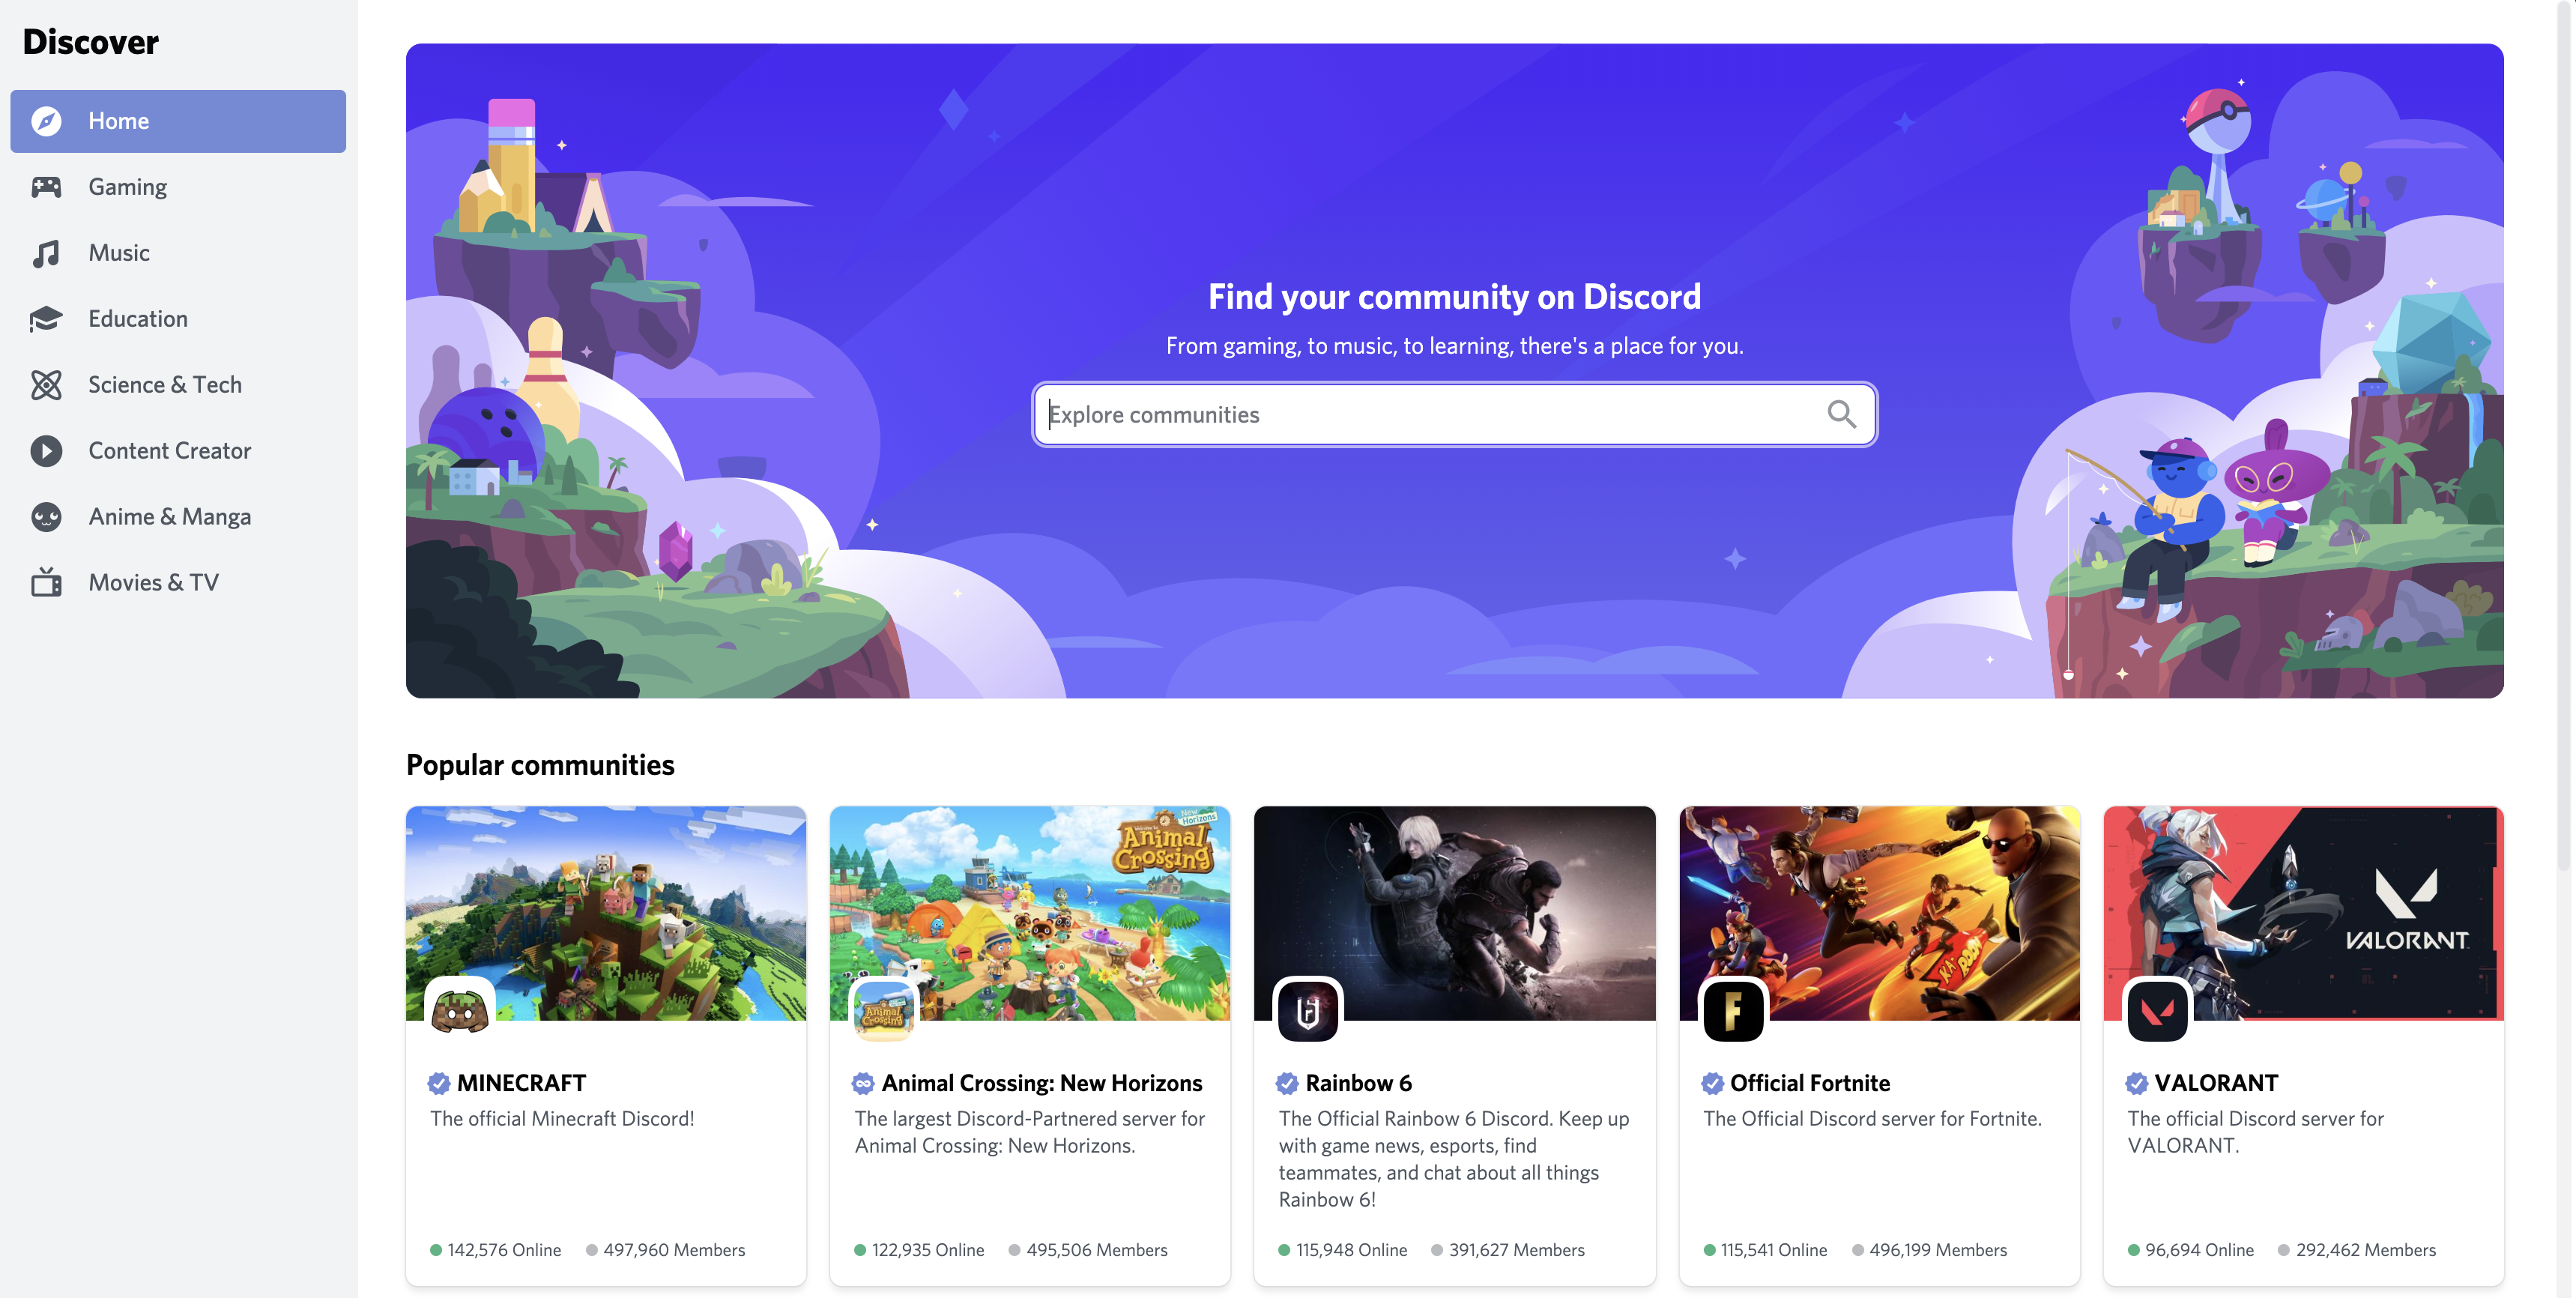 Discover
Home
Gaming
Music
Education
Science & Tech
Content Creator
Anime & Manga
Movies & TV
Find your community on Discord
From gaming, to music, to learning, there's a place for you.
Explore communities
Popular communities
New Horizons
Animal Crossing
KA-
VALORANT
Animal Crossing
F
MINECRAFT
The official Minecraft Discord!
142,576 Online
497,960 Members
Animal Crossing: New Horizons
The largest Discord-Partnered server for
Animal Crossing: New Horizons.
122,935 Online
495,506 Members
Rainbow 6
The Official Rainbow 6 Discord. Keep up
with game news, esports, find
teammates, and chat about all things
Rainbow 6!
115,948 Online
391,627 Members
Official Fortnite
The Official Discord server for Fortnite.
115,541 Online
496,199 Members
VALORANT
The official Discord server for
VALORANT.
96,694 Online
292,462 Members